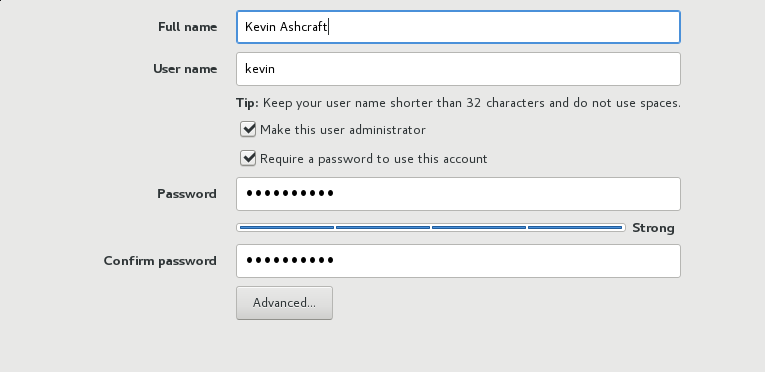 Full name Kevin Ashcraft
User name kevin
Tip: Keep your user name shorter than 32 characters and do not use spaces.
Make this user administrator
Require a password to use this account
Password ••••••••••
Strong
Confirm password ••••••••••
Advanced...